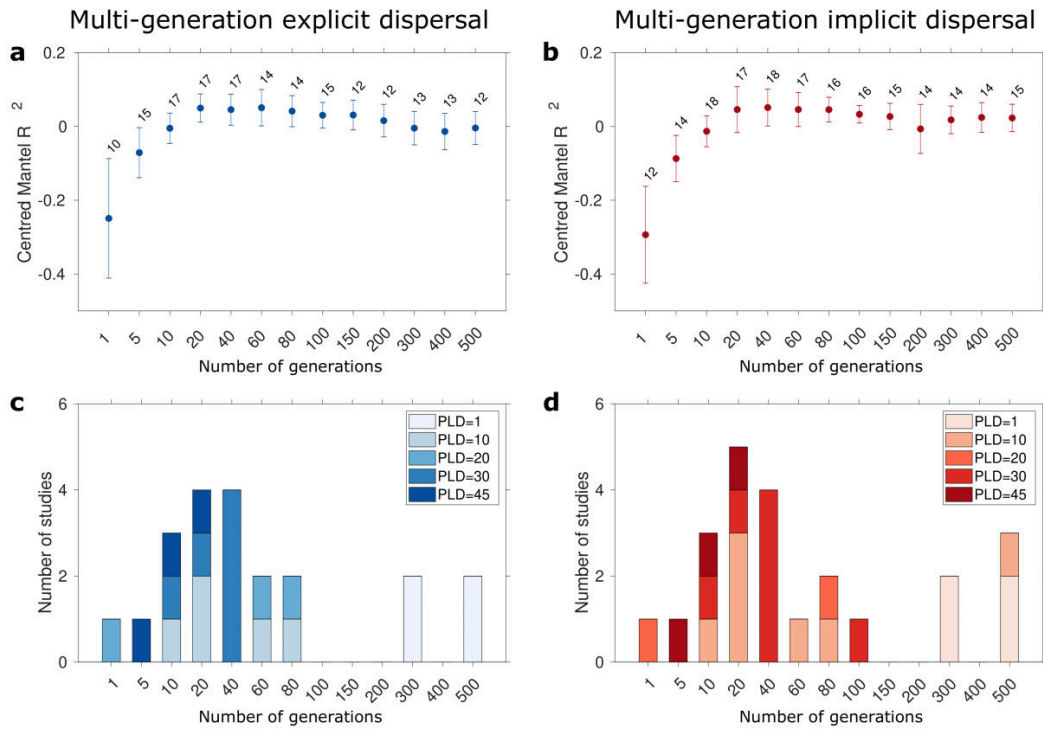 Multi-generation explicit dispersal
Multi-generation implicit dispersal
a
0.2
0
-0.2
-0.4
Centred Mantel R 2
10 15 17 17 17 14 14 15 12 12 13 13 12
1 5 10 20 40 60 80 100 150 200 300 400 500
Number of generations
b
0.2
0
-0.2
-0.4
Centred Mantel R 2
12 14 18 17 18 17 16 16 15 14 14 14 15
1 5 10 20 40 60 80 100 150 200 300 400 500
Number of generations
c
6
4
2
0
Number of studies
PLD=1
PLD=10
PLD=20
PLD=30
PLD=45
1 5 10 20 40 60 80 100 150 200 300 400 500
Number of generations
d
6
4
2
0
Number of studies
PLD=1
PLD=10
PLD=20
PLD=30
PLD=45
1 5 10 20 40 60 80 100 150 200 300 400 500
Number of generations